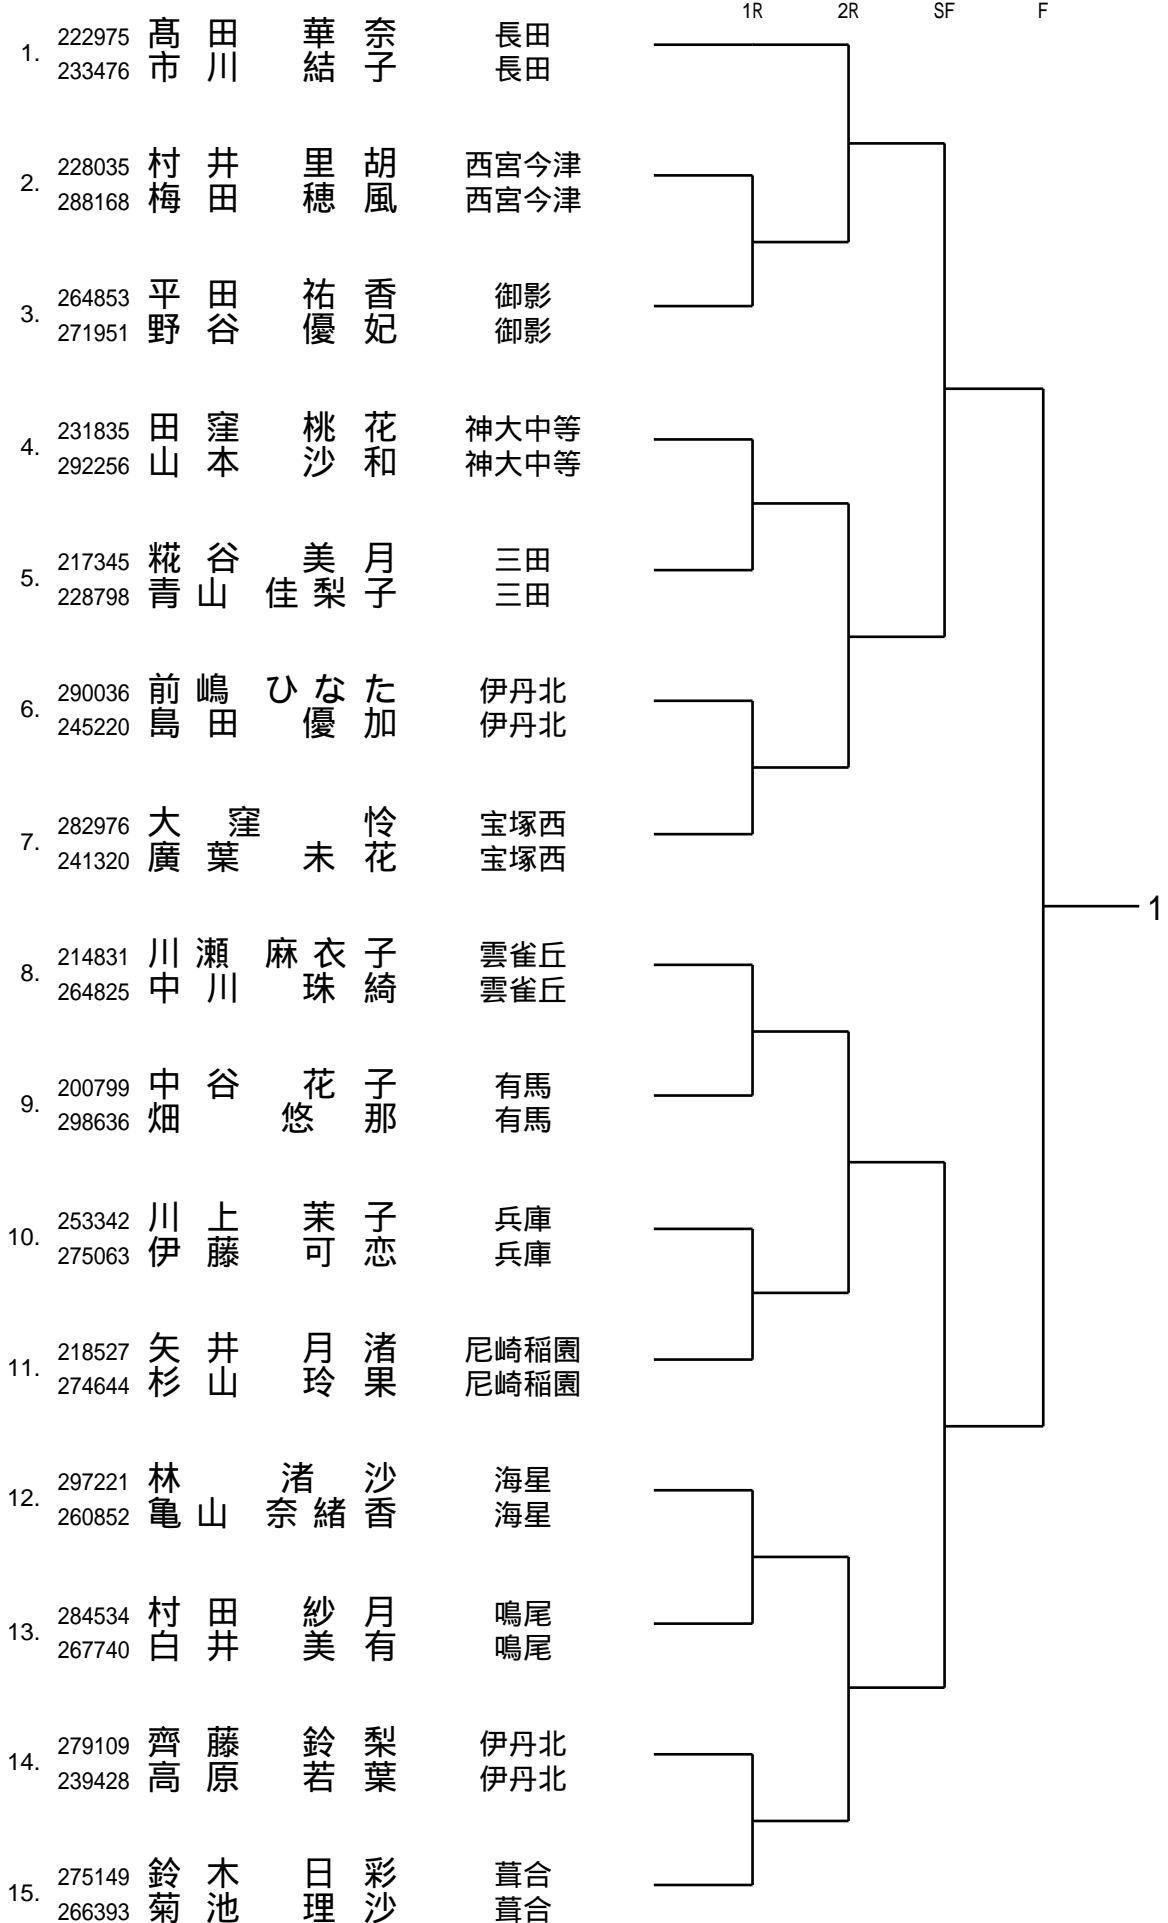 1R 2R SF F
1. 222975 髙田 華奈 長田
233476 市川 結子 長田
2. 228035 村井 里胡 西宮今津
288168 梅田 穂風 西宮今津
3. 264853 平田 祐香 御影
271951 野谷 優妃 御影
4. 231835 田窪 桃花 神大中等
292256 山本 沙和 神大中等
5. 217345 糀谷 美月 三田
228798 青山 佳梨子 三田
6. 290036 前嶋 ひなた 伊丹北
245220 島田 優加 伊丹北
7. 282976 大窪 怜 宝塚西
241320 廣葉 未花 宝塚西
1
8. 214831 川瀬 麻衣子 雲雀丘
264825 中川 珠綺 雲雀丘
9. 200799 中谷 花子 有馬
298636 畑 悠那 有馬
10. 253342 川上 茉子 兵庫
275063 伊藤 可恋 兵庫
11. 218527 矢井 月渚 尼崎稲園
274644 杉山 玲果 尼崎稲園
12. 297221 林 渚沙 海星
260852 亀山 奈緒香 海星
13. 284534 村田 紗月 鳴尾
267740 白井 美有 鳴尾
14. 279109 齊藤 鈴梨 伊丹北
239428 高原 若葉 伊丹北
15. 275149 鈴木 日彩 葺合
266393 菊池 理沙 葺合